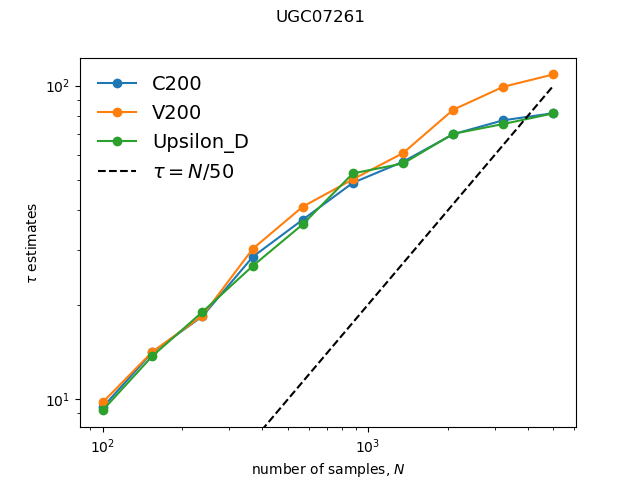 UGC07261
C200
V200
Upsilon_D
τ = N/50
τ estimates
10²
10¹
10²
10³
number of samples, N